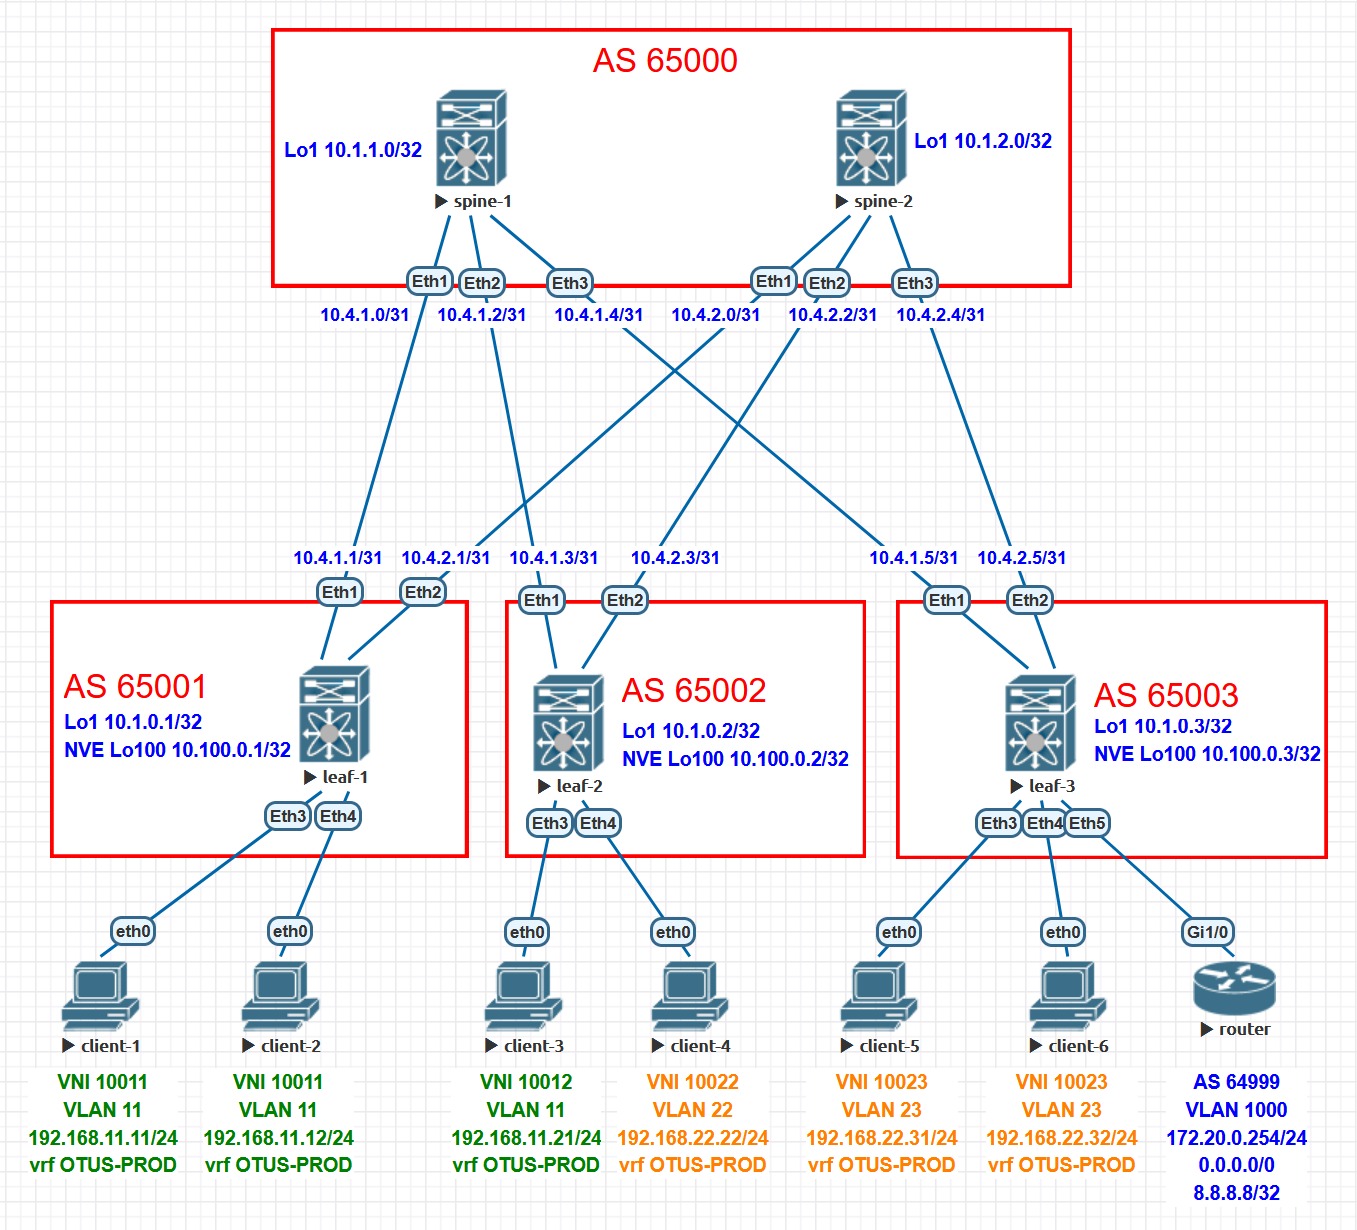 AS 65000
Lo1 10.1.1.0/32
Lo1 10.1.2.0/32
spine-1
spine-2
Eth1
Eth2
Eth3
Eth1
Eth2
Eth3
10.4.1.0/31
10.4.1.2/31
10.4.1.4/31
10.4.2.0/31
10.4.2.2/31
10.4.2.4/31
10.4.1.1/31
10.4.2.1/31
10.4.1.3/31
10.4.2.3/31
10.4.1.5/31
10.4.2.5/31
Eth1
Eth2
Eth1
Eth2
Eth1
Eth2
AS 65001
Lo1 10.1.0.1/32
NVE Lo100 10.100.0.1/32
leaf-1
AS 65002
Lo1 10.1.0.2/32
NVE Lo100 10.100.0.2/32
leaf-2
AS 65003
Lo1 10.1.0.3/32
NVE Lo100 10.100.0.3/32
leaf-3
Eth3
Eth4
Eth3
Eth4
Eth3
Eth4
Eth5
eth0
eth0
eth0
eth0
eth0
eth0
Gi1/0
client-1
client-2
client-3
client-4
client-5
client-6
router
VNI 10011
VLAN 11
192.168.11.11/24
vrf OTUS-PROD
VNI 10011
VLAN 11
192.168.11.12/24
vrf OTUS-PROD
VNI 10012
VLAN 11
192.168.11.21/24
vrf OTUS-PROD
VNI 10022
VLAN 22
192.168.22.22/24
vrf OTUS-PROD
VNI 10023
VLAN 23
192.168.22.31/24
vrf OTUS-PROD
VNI 10023
VLAN 23
192.168.22.32/24
vrf OTUS-PROD
AS 64999
VLAN 1000
172.20.0.254/24
0.0.0.0/0
8.8.8.8/32